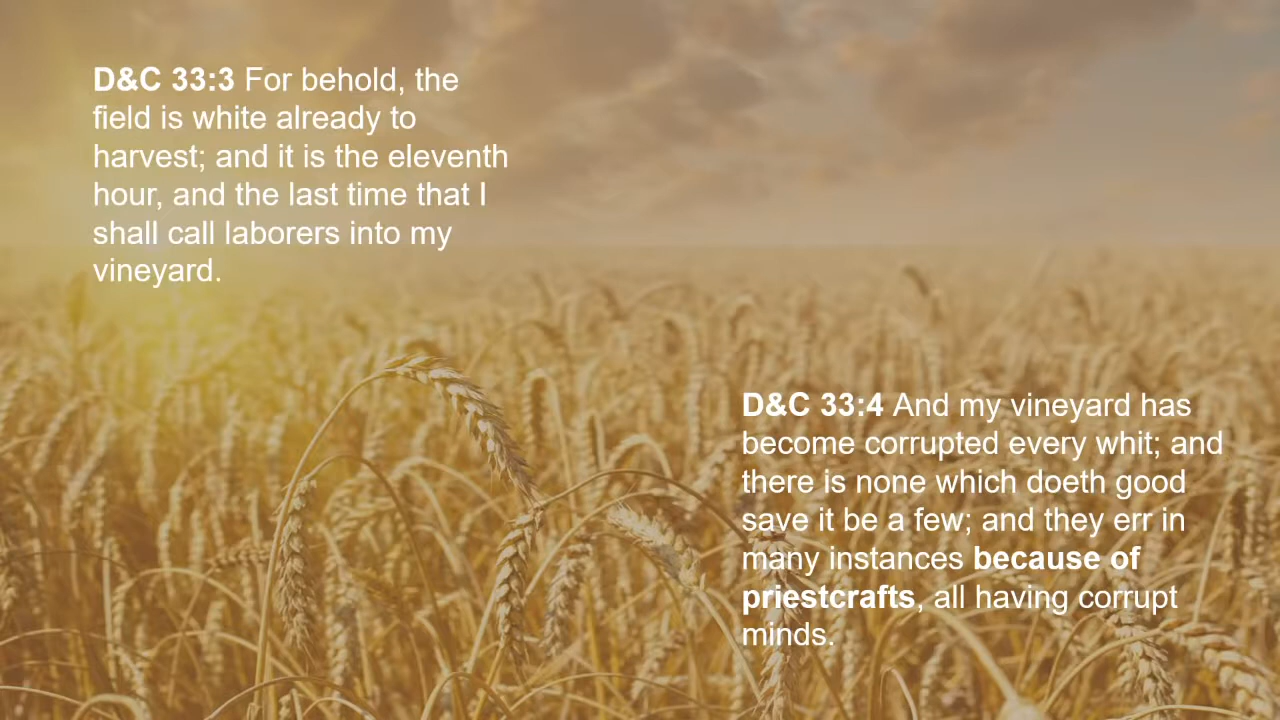 D&C 33:3 For behold, the
field is white already to
harvest; and it is the eleventh
hour, and the last time that I
shall call laborers into my
vineyard.
D&C 33:4 And my vineyard has
become corrupted every whit; and
there is none which doeth good
save it be a few; and they err in
many instances because of
priestcrafts, all having corrupt
minds.